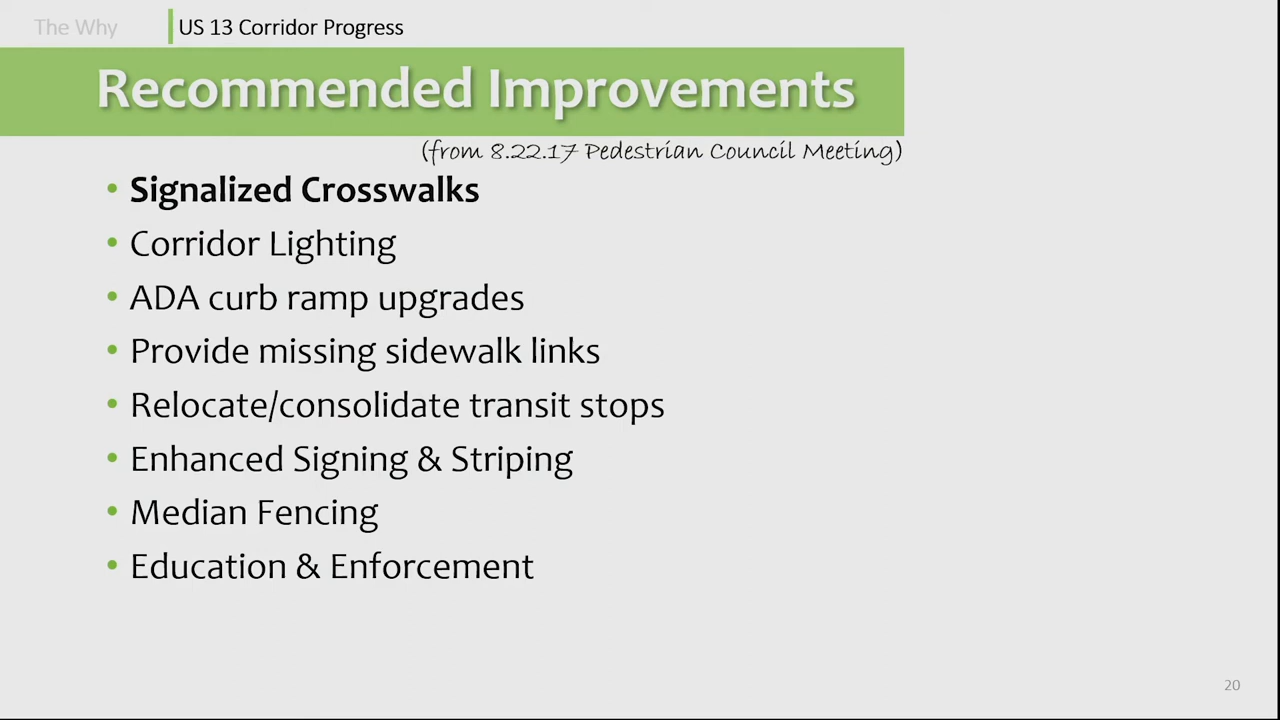 The Why US 13 Corridor Progress
Recommended Improvements
(from 8.22.17 Pedestrian Council Meeting)
• Signalized Crosswalks
• Corridor Lighting
• ADA curb ramp upgrades
• Provide missing sidewalk links
• Relocate/consolidate transit stops
• Enhanced Signing & Striping
• Median Fencing
• Education & Enforcement
20